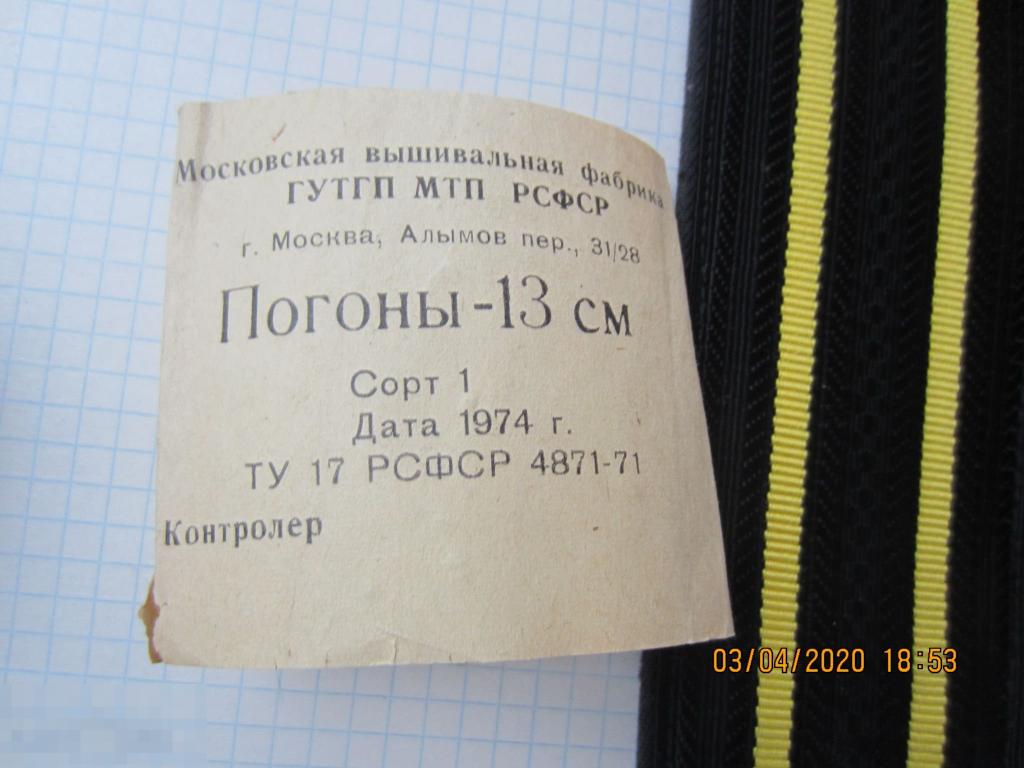 Московская вышивальная фабрика
ГУТГП МТП РСФСР
г. Москва, Алымов пер., 31/28
Погоны-13 см
Сорт 1
Дата 1974 г.
ТУ 17 РСФСР 4871-71
Контролер
03/04/2020 18:53